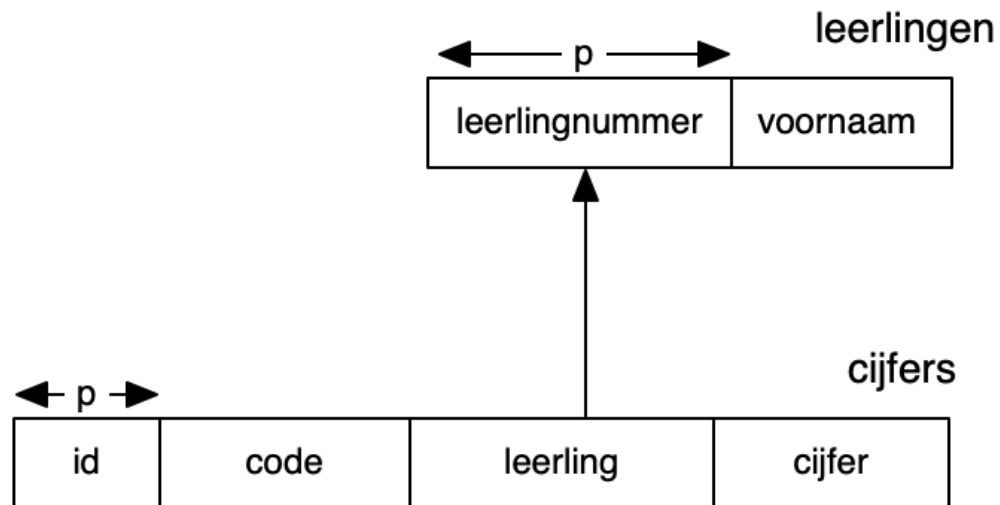 leerlingen
p
leerlingnummer voornaam
cijfers
p
id code leerling cijfer